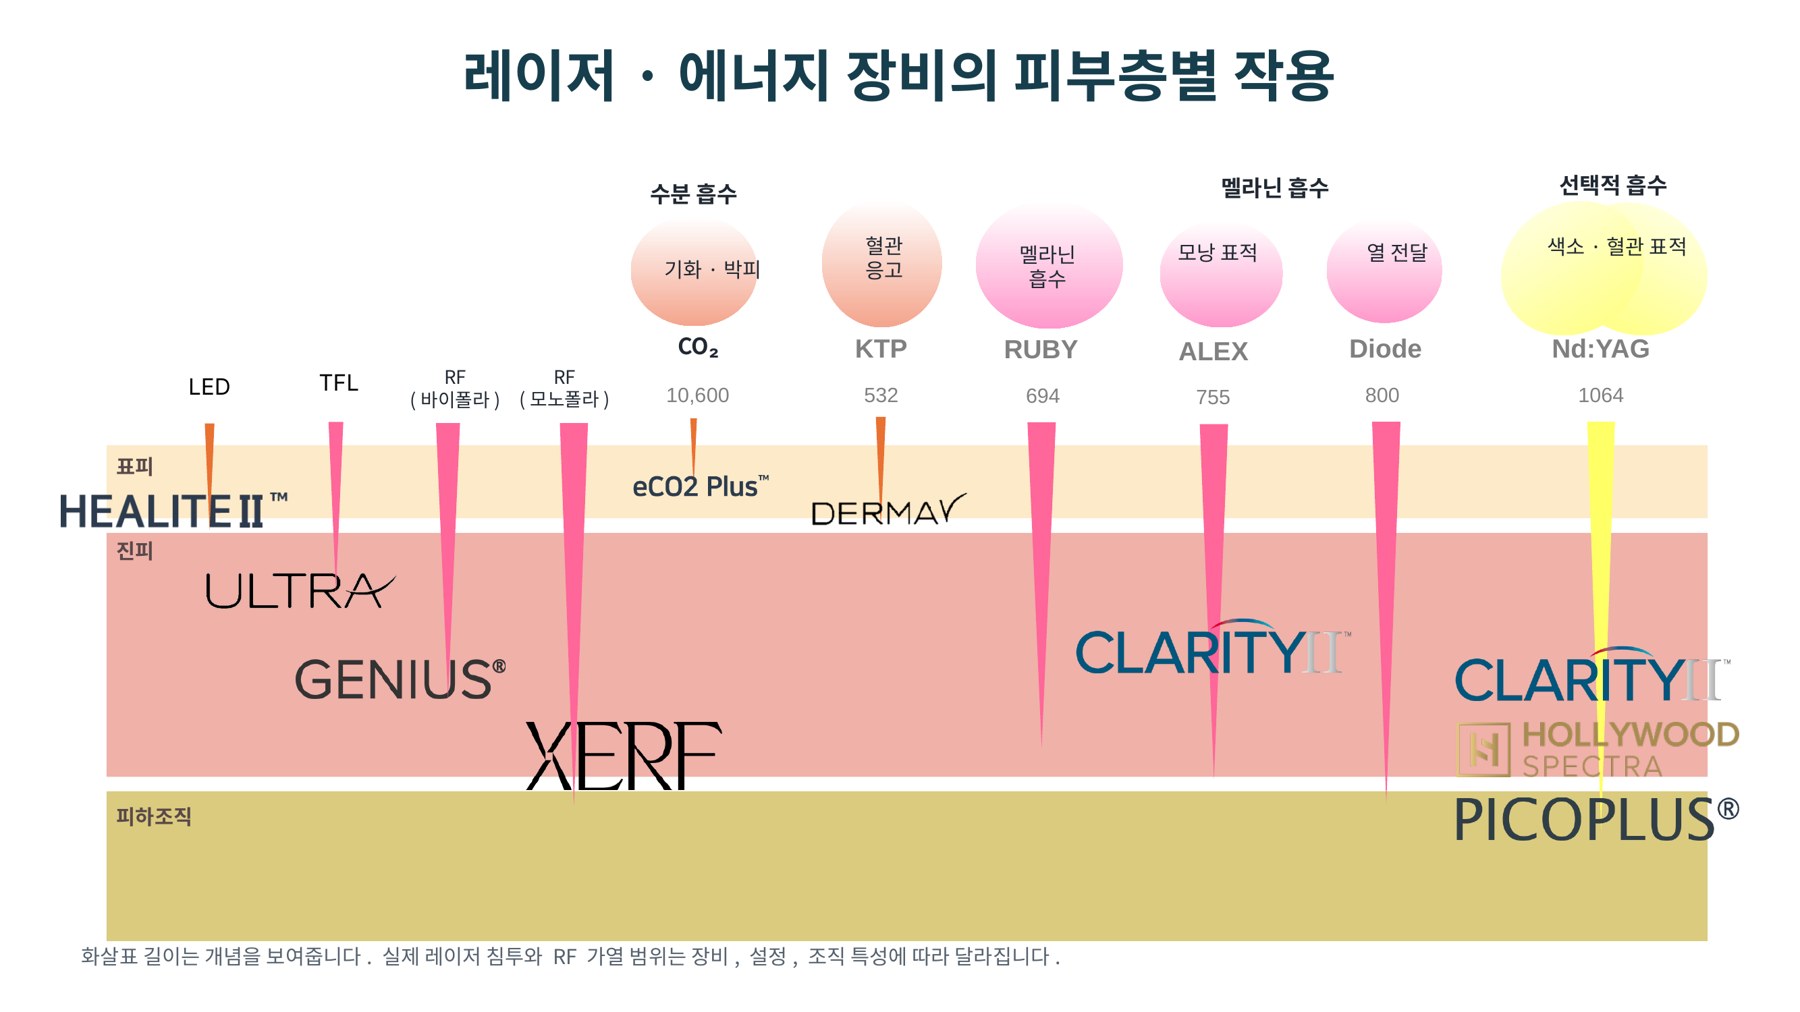 레이저 · 에너지 장비의 피부층별 작용
수분 흡수
멜라닌 흡수
선택적 흡수
기화 · 박피
혈관
응고
멜라닌
흡수
모낭 표적
열 전달
색소 · 혈관 표적
LED
TFL
RF
( 바이폴라 )
RF
( 모노폴라 )
CO₂
10,600
KTP
532
RUBY
694
ALEX
755
Diode
800
Nd:YAG
1064
표피
HEALITE II™
eCO2 Plus™
DERMAV
진피
ULTRA
GENIUS®
XERF
CLARITYII™
CLARITYII™
HOLLYWOOD
SPECTRA
피하조직
PICOPLUS®
화살표 길이는 개념을 보여줍니다 . 실제 레이저 침투와 RF 가열 범위는 장비 , 설정 , 조직 특성에 따라 달라집니다 .